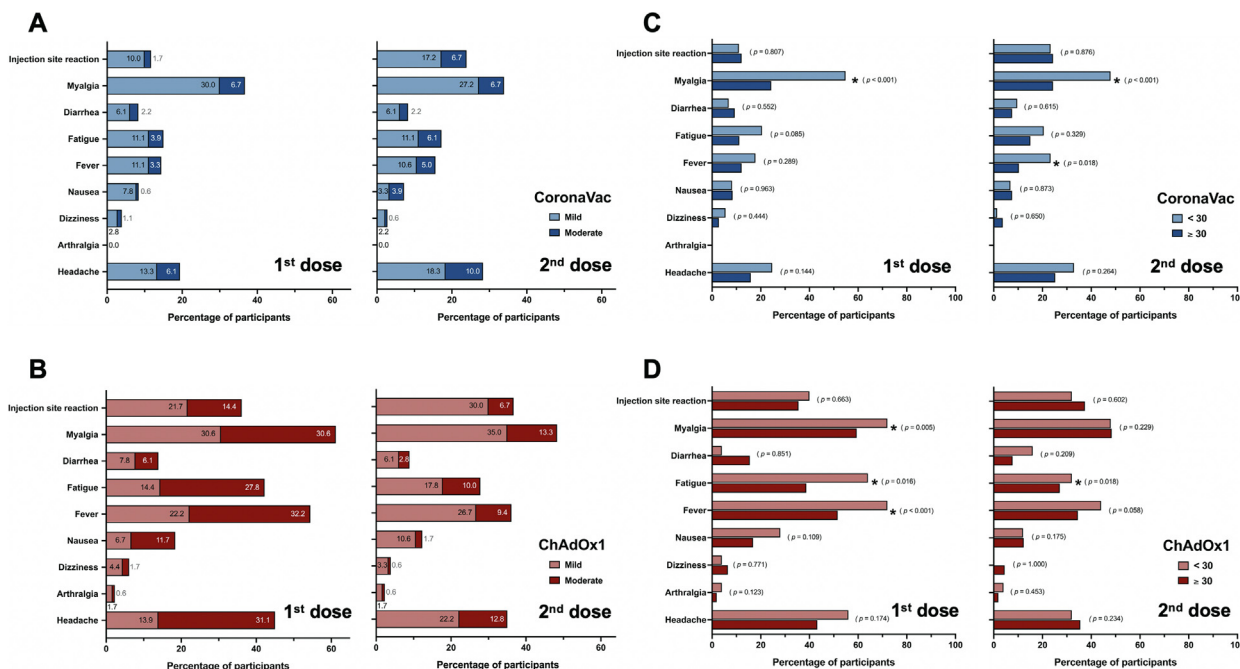 A
Injection site reaction 10.0 1.7
Myalgia 30.0 6.7
Diarrhea 6.1 2.2
Fatigue 11.1 3.9
Fever 11.1 3.3
Nausea 7.8 0.6
Dizziness 1.1
2.8
Arthralgia 0.0
Headache 13.3 6.1
1st dose
0 20 40 60
Percentage of participants
17.2 6.7
27.2 6.7
6.1 2.2
11.1 6.1
10.6 5.0
3.3 3.9
0.6
2.2
0.0
18.3 10.0
CoronaVac
Mild
Moderate
2nd dose
0 20 40 60
Percentage of participants
C
Injection site reaction ( p = 0.807)
Myalgia * ( p < 0.001)
Diarrhea ( p = 0.552)
Fatigue ( p = 0.085)
Fever ( p = 0.289)
Nausea ( p = 0.963)
Dizziness ( p = 0.444)
Arthralgia
Headache ( p = 0.144)
1st dose
0 20 40 60 80 100
Percentage of participants
( p = 0.876)
* ( p < 0.001)
( p = 0.615)
( p = 0.329)
* ( p = 0.018)
( p = 0.873)
( p = 0.650)
( p = 0.264)
CoronaVac
< 30
≥ 30
2nd dose
0 20 40 60 80 100
Percentage of participants
B
Injection site reaction 21.7 14.4
Myalgia 30.6 30.6
Diarrhea 7.8 6.1
Fatigue 14.4 27.8
Fever 22.2 32.2
Nausea 6.7 11.7
Dizziness 4.4 1.7
Arthralgia 0.6
1.7
Headache 13.9 31.1
1st dose
0 20 40 60
Percentage of participants
30.0 6.7
35.0 13.3
6.1 2.8
17.8 10.0
26.7 9.4
10.6 1.7
3.3 0.6
0.6
1.7
22.2 12.8
ChAdOx1
Mild
Moderate
2nd dose
0 20 40 60
Percentage of participants
D
Injection site reaction ( p = 0.663)
Myalgia * ( p = 0.005)
Diarrhea ( p = 0.851)
Fatigue * ( p = 0.016)
Fever * ( p < 0.001)
Nausea ( p = 0.109)
Dizziness ( p = 0.771)
Arthralgia ( p = 0.123)
Headache ( p = 0.174)
1st dose
0 20 40 60 80 100
Percentage of participants
( p = 0.602)
( p = 0.229)
( p = 0.209)
* ( p = 0.018)
( p = 0.058)
( p = 0.175)
( p = 1.000)
( p = 0.453)
( p = 0.234)
ChAdOx1
< 30
≥ 30
2nd dose
0 20 40 60 80 100
Percentage of participants